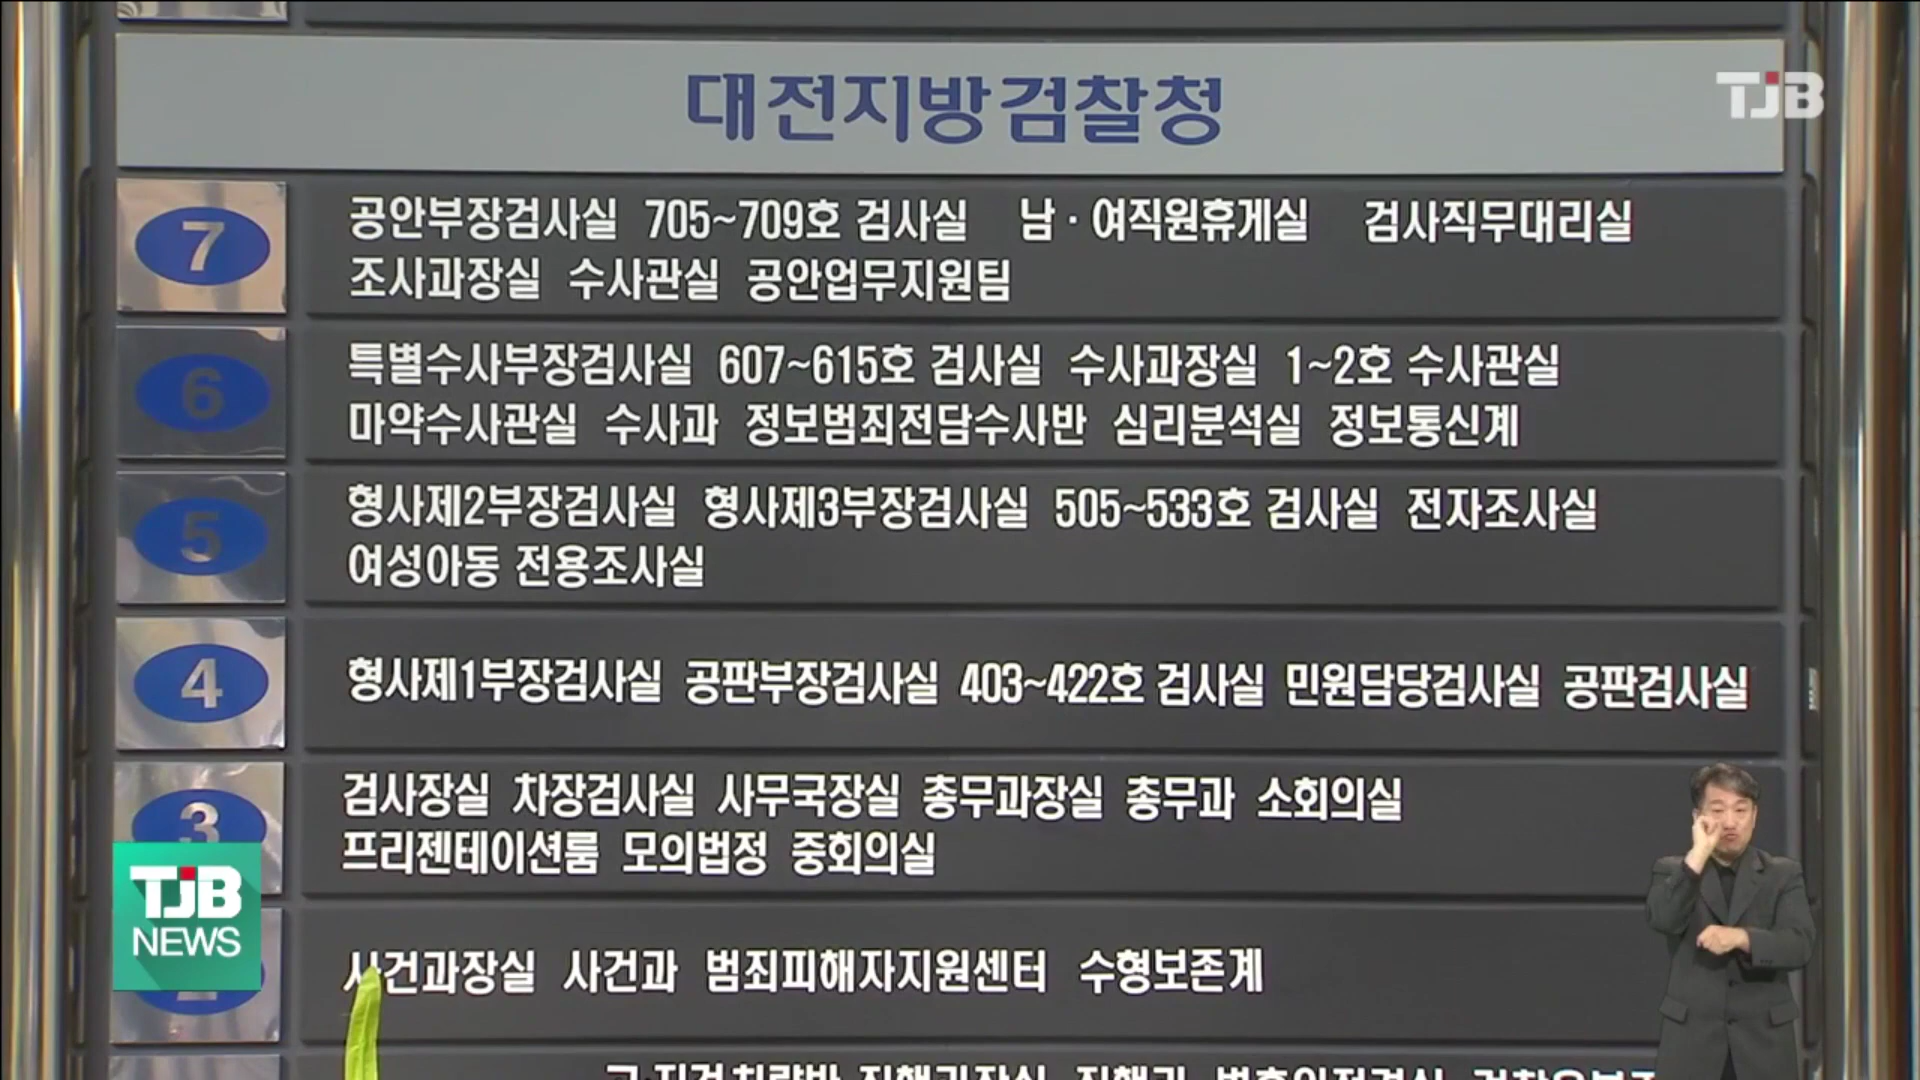 대전지방검찰청
TJB
7
공안부장검사실 705~709호 검사실 남·여직원휴게실 검사직무대리실
조사과장실 수사관실 공안업무지원팀
6
특별수사부장검사실 607~615호 검사실 수사과장실 1~2호 수사관실
마약수사관실 수사과 정보범죄전담수사반 심리분석실 정보통신계
5
형사제2부장검사실 형사제3부장검사실 505~533호 검사실 전자조사실
여성아동 전용조사실
4
형사제1부장검사실 공판부장검사실 403~422호 검사실 민원담당검사실 공판검사실
3
검사장실 차장검사실 사무국장실 총무과장실 총무과 소회의실
프리젠테이션룸 모의법정 중회의실
TJB
NEWS
사건과장실 사건과 범죄피해자지원센터 수형보존계